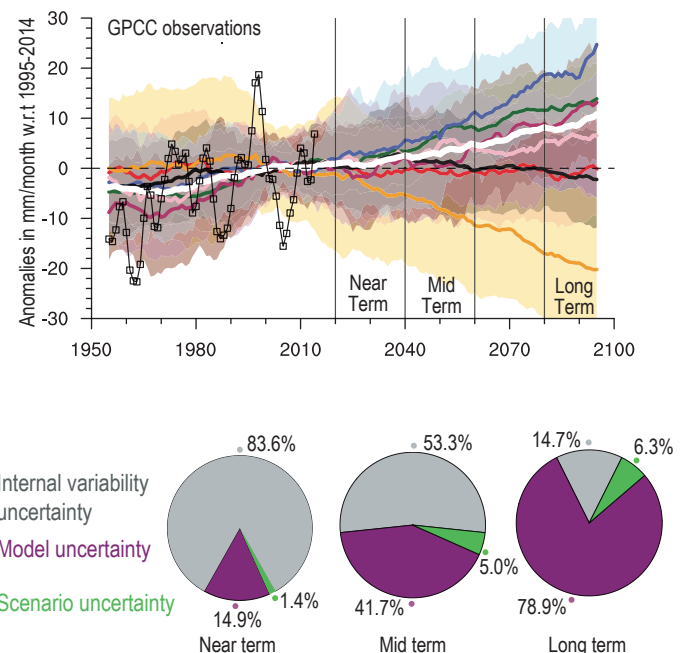 30
GPCC observations
20
10
0
-10
-20
-30
Anomalies in mm/month w.r.t 1995-2014
Near
Term
Mid
Term
Long
Term
1950
1980
2010
2040
2070
2100
83.6%
53.3%
14.7%
6.3%
Internal variability
uncertainty
Model uncertainty
Scenario uncertainty
14.9%
1.4%
41.7%
5.0%
78.9%
Near term
Mid term
Long term